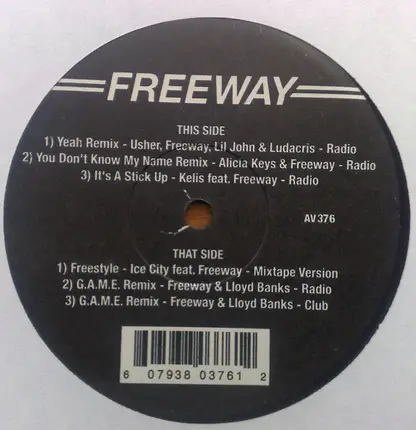 FREEWAY
THIS SIDE
1) Yeah Remix - Usher, Freeway, Lil John & Ludacris - Radio
2) You Don't Know My Name Remix - Alicia Keys & Freeway - Radio
3) It's A Stick Up - Kelis feat. Freeway - Radio
AV376
THAT SIDE
1) Freestyle - Ice City feat. Freeway - Mixtape Version
2) G.A.M.E. Remix - Freeway & Lloyd Banks - Radio
3) G.A.M.E. Remix - Freeway & Lloyd Banks - Club
6 07938 03761 2